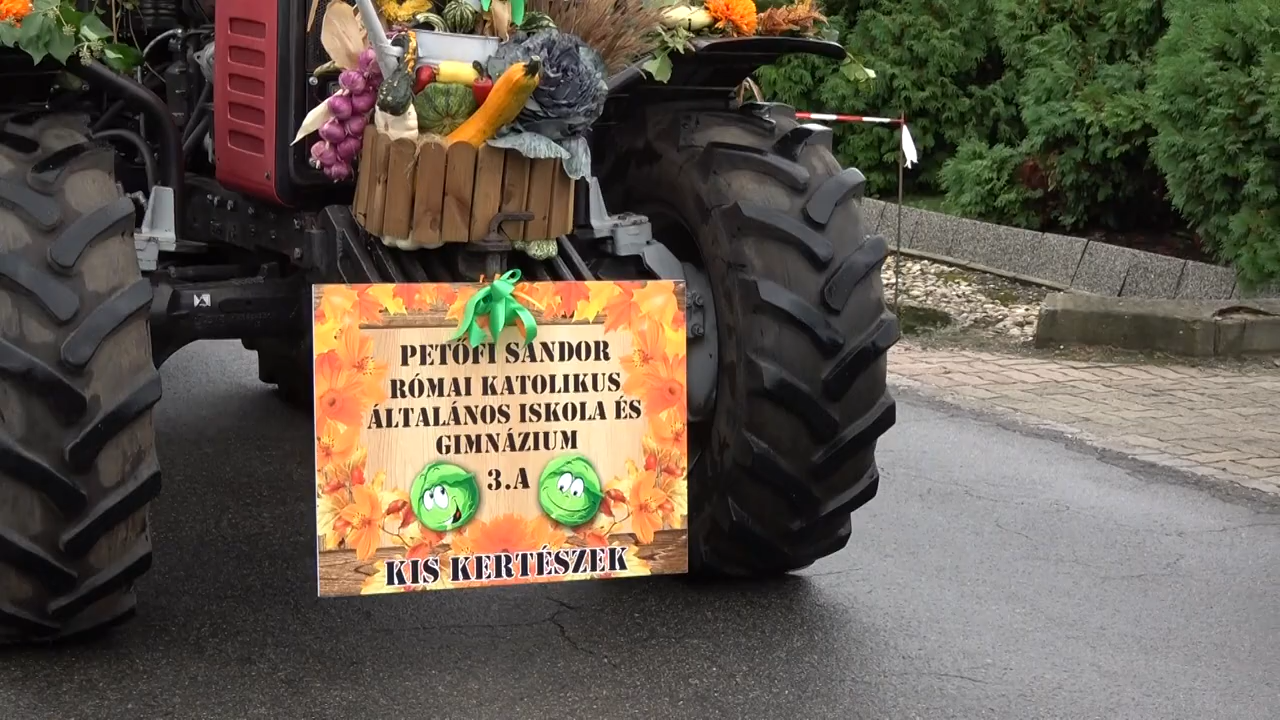 PETŐFI SÁNDOR
RÓMAI KATOLIKUS
ÁLTALÁNOS ISKOLA ÉS
GIMNÁZIUM
3.A
KIS KERTÉSZEK